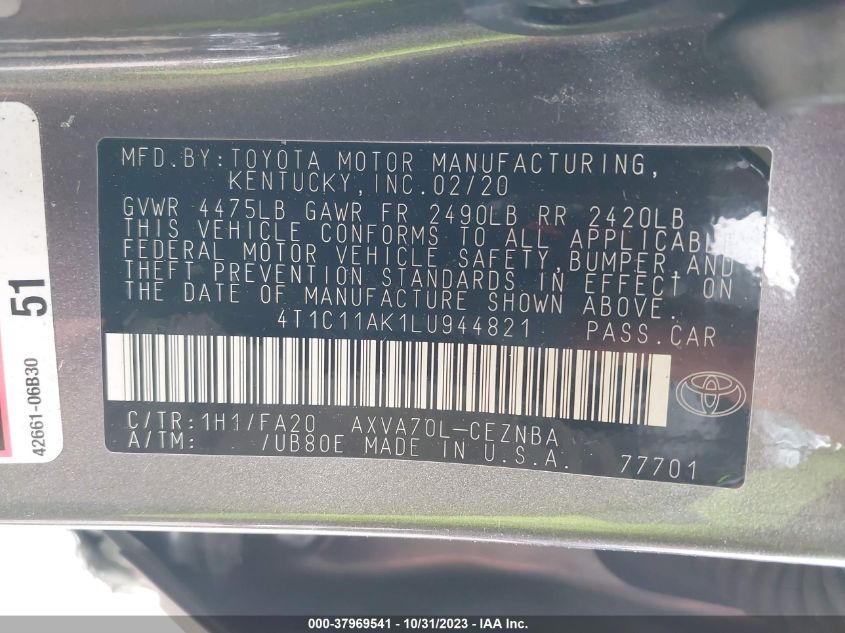 MFD.BY:TOYOTA MOTOR MANUFACTURING,
KENTUCKY,INC.02/20
GVWR 4475LB GAWR FR 2490LB RR 2420LB
THIS VEHICLE CONFORMS TO ALL APPLICABLE
FEDERAL MOTOR VEHICLE SAFETY,BUMPER,AND
THEFT PREVENTION STANDARDS IN EFFECT ON
THE DATE OF MANUFACTURE SHOWN ABOVE.
4T1C11AK1LU944821 PASS.CAR
C/TR:1H1/FA20 AXVA70L-CEZNBA
A/TM: /UB80E MADE IN U.S.A. 77701
51
42661-06B30
000-37969541 - 10/31/2023 - IAA Inc.